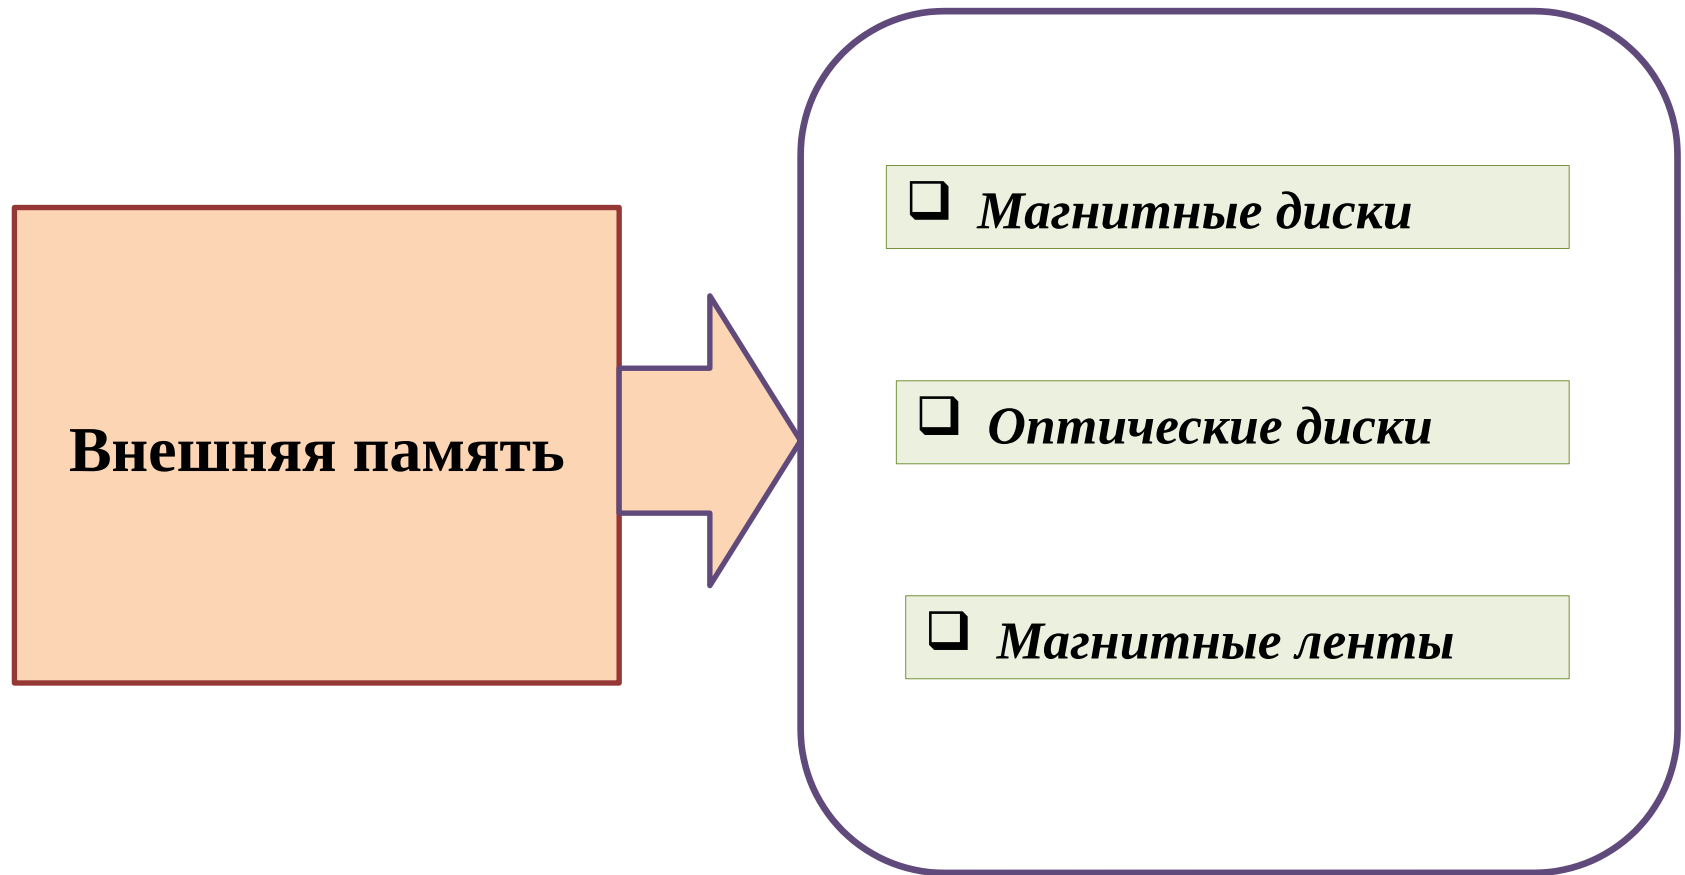 Внешняя память
❑ Магнитные диски
❑ Оптические диски
❑ Магнитные ленты